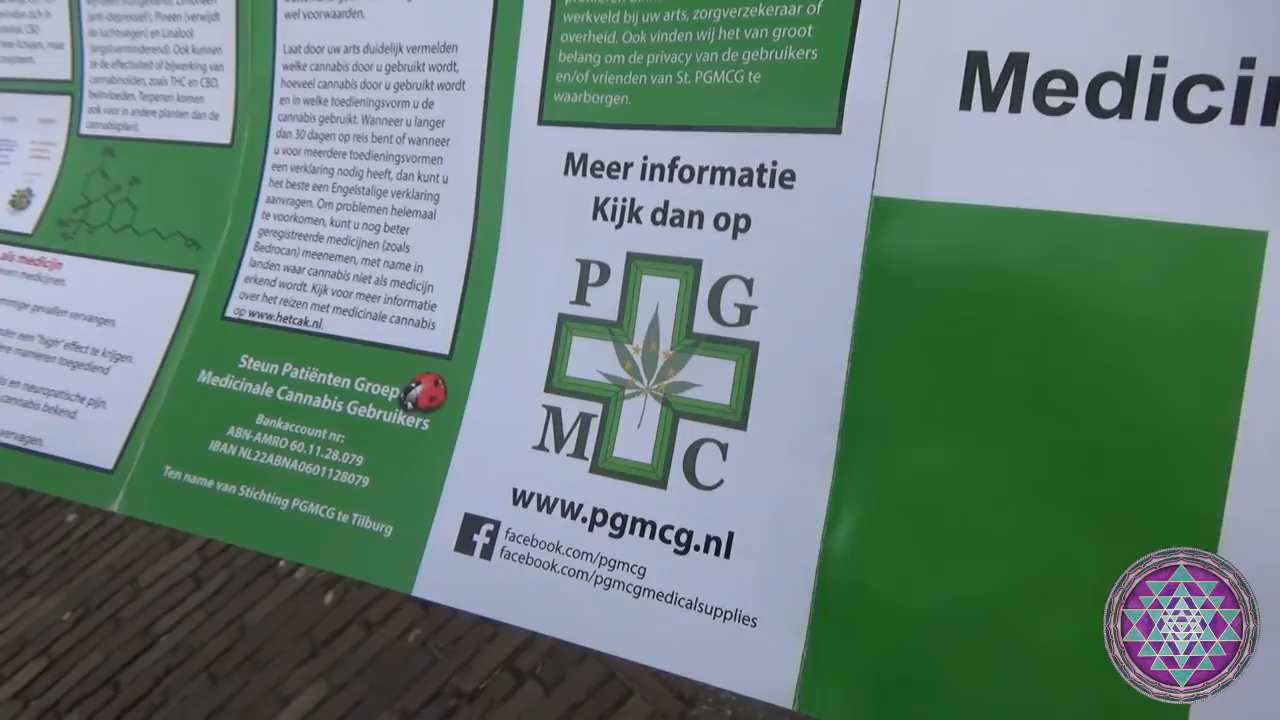 (anti-depressief), Pineen (verwijdt
de luchtwegen) en Linalool
(angstverminderend). Ook kunnen
ze de effectiviteit of bijwerking van
cannabinoïden, zoals THC en CBD,
beïnvloeden. Terpenen komen
ook voor in andere planten dan de
cannabisplant.
als medicijn
medicijnen.
sommige gevallen vervangen.
"high" effect te krijgen.
manieren toegediend
en neuropatische pijn.
cannabis bekend.
vervagen.
wel voorwaarden.
Laat door uw arts duidelijk vermelden
welke cannabis door u gebruikt wordt,
hoeveel cannabis door u gebruikt wordt
en in welke toedieningsvorm u de
cannabis gebruikt. Wanneer u langer
dan 30 dagen op reis bent of wanneer
u voor meerdere toedieningsvormen
een verklaring nodig heeft, dan kunt u
het beste een Engelstalige verklaring
aanvragen. Om problemen helemaal
te voorkomen, kunt u nog beter
geregistreerde medicijnen (zoals
Bedrocan) meenemen, met name in
landen waar cannabis niet als medicijn
erkend wordt. Kijk voor meer informatie
over het reizen met medicinale cannabis
op www.hetcak.nl.
Steun Patiënten Groep
Medicinale Cannabis Gebruikers
Bankaccount nr:
ABN-AMRO 60.11.28.079
IBAN NL22ABNA0601128079
Ten name van Stichting PGMCG te Tilburg
werkveld bij uw arts, zorgverzekeraar of
overheid. Ook vinden wij het van groot
belang om de privacy van de gebruikers
en/of vrienden van St. PGMCG te
waarborgen.
Meer informatie
Kijk dan op
P G
M C
www.pgmcg.nl
f facebook.com/pgmcg
facebook.com/pgmcgmedicalsupplies
Medicin